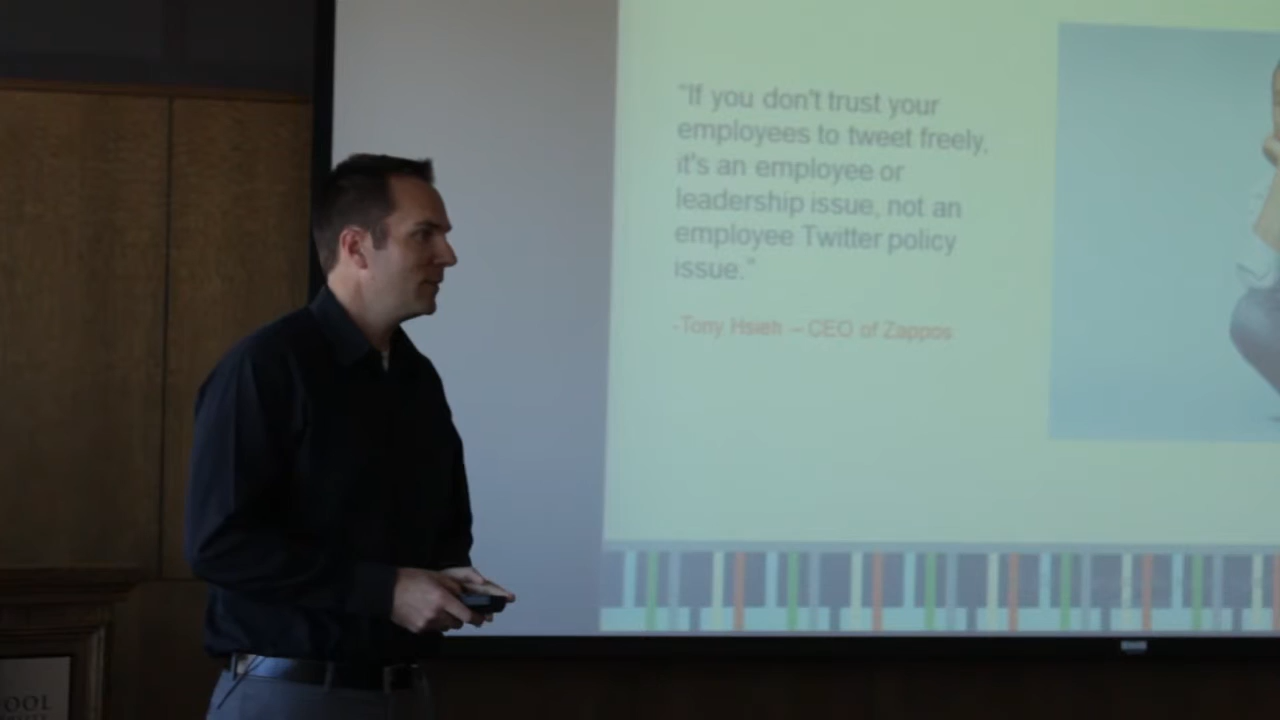 "If you don't trust your
employees to tweet freely,
it's an employee or
leadership issue, not an
employee Twitter policy
issue."
-Tony Hsieh – CEO of Zappos
OOL